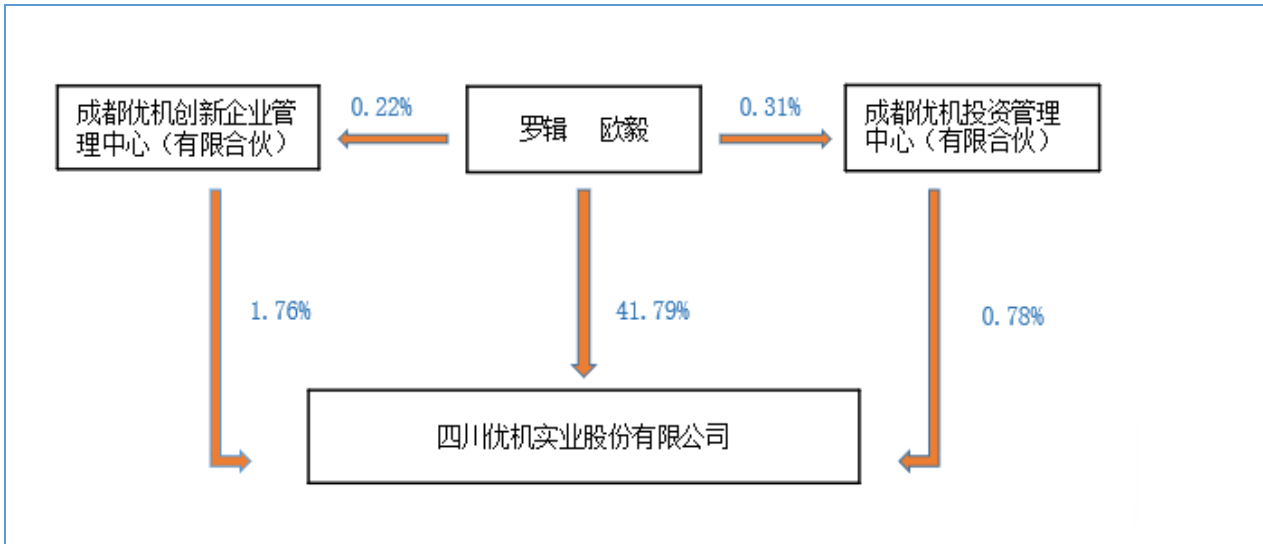 成都优机创新企业管
理中心（有限合伙）
0.22%
罗辑 欧毅
0.31%
成都优机投资管理
中心（有限合伙）
1.76%
41.79%
0.78%
四川优机实业股份有限公司